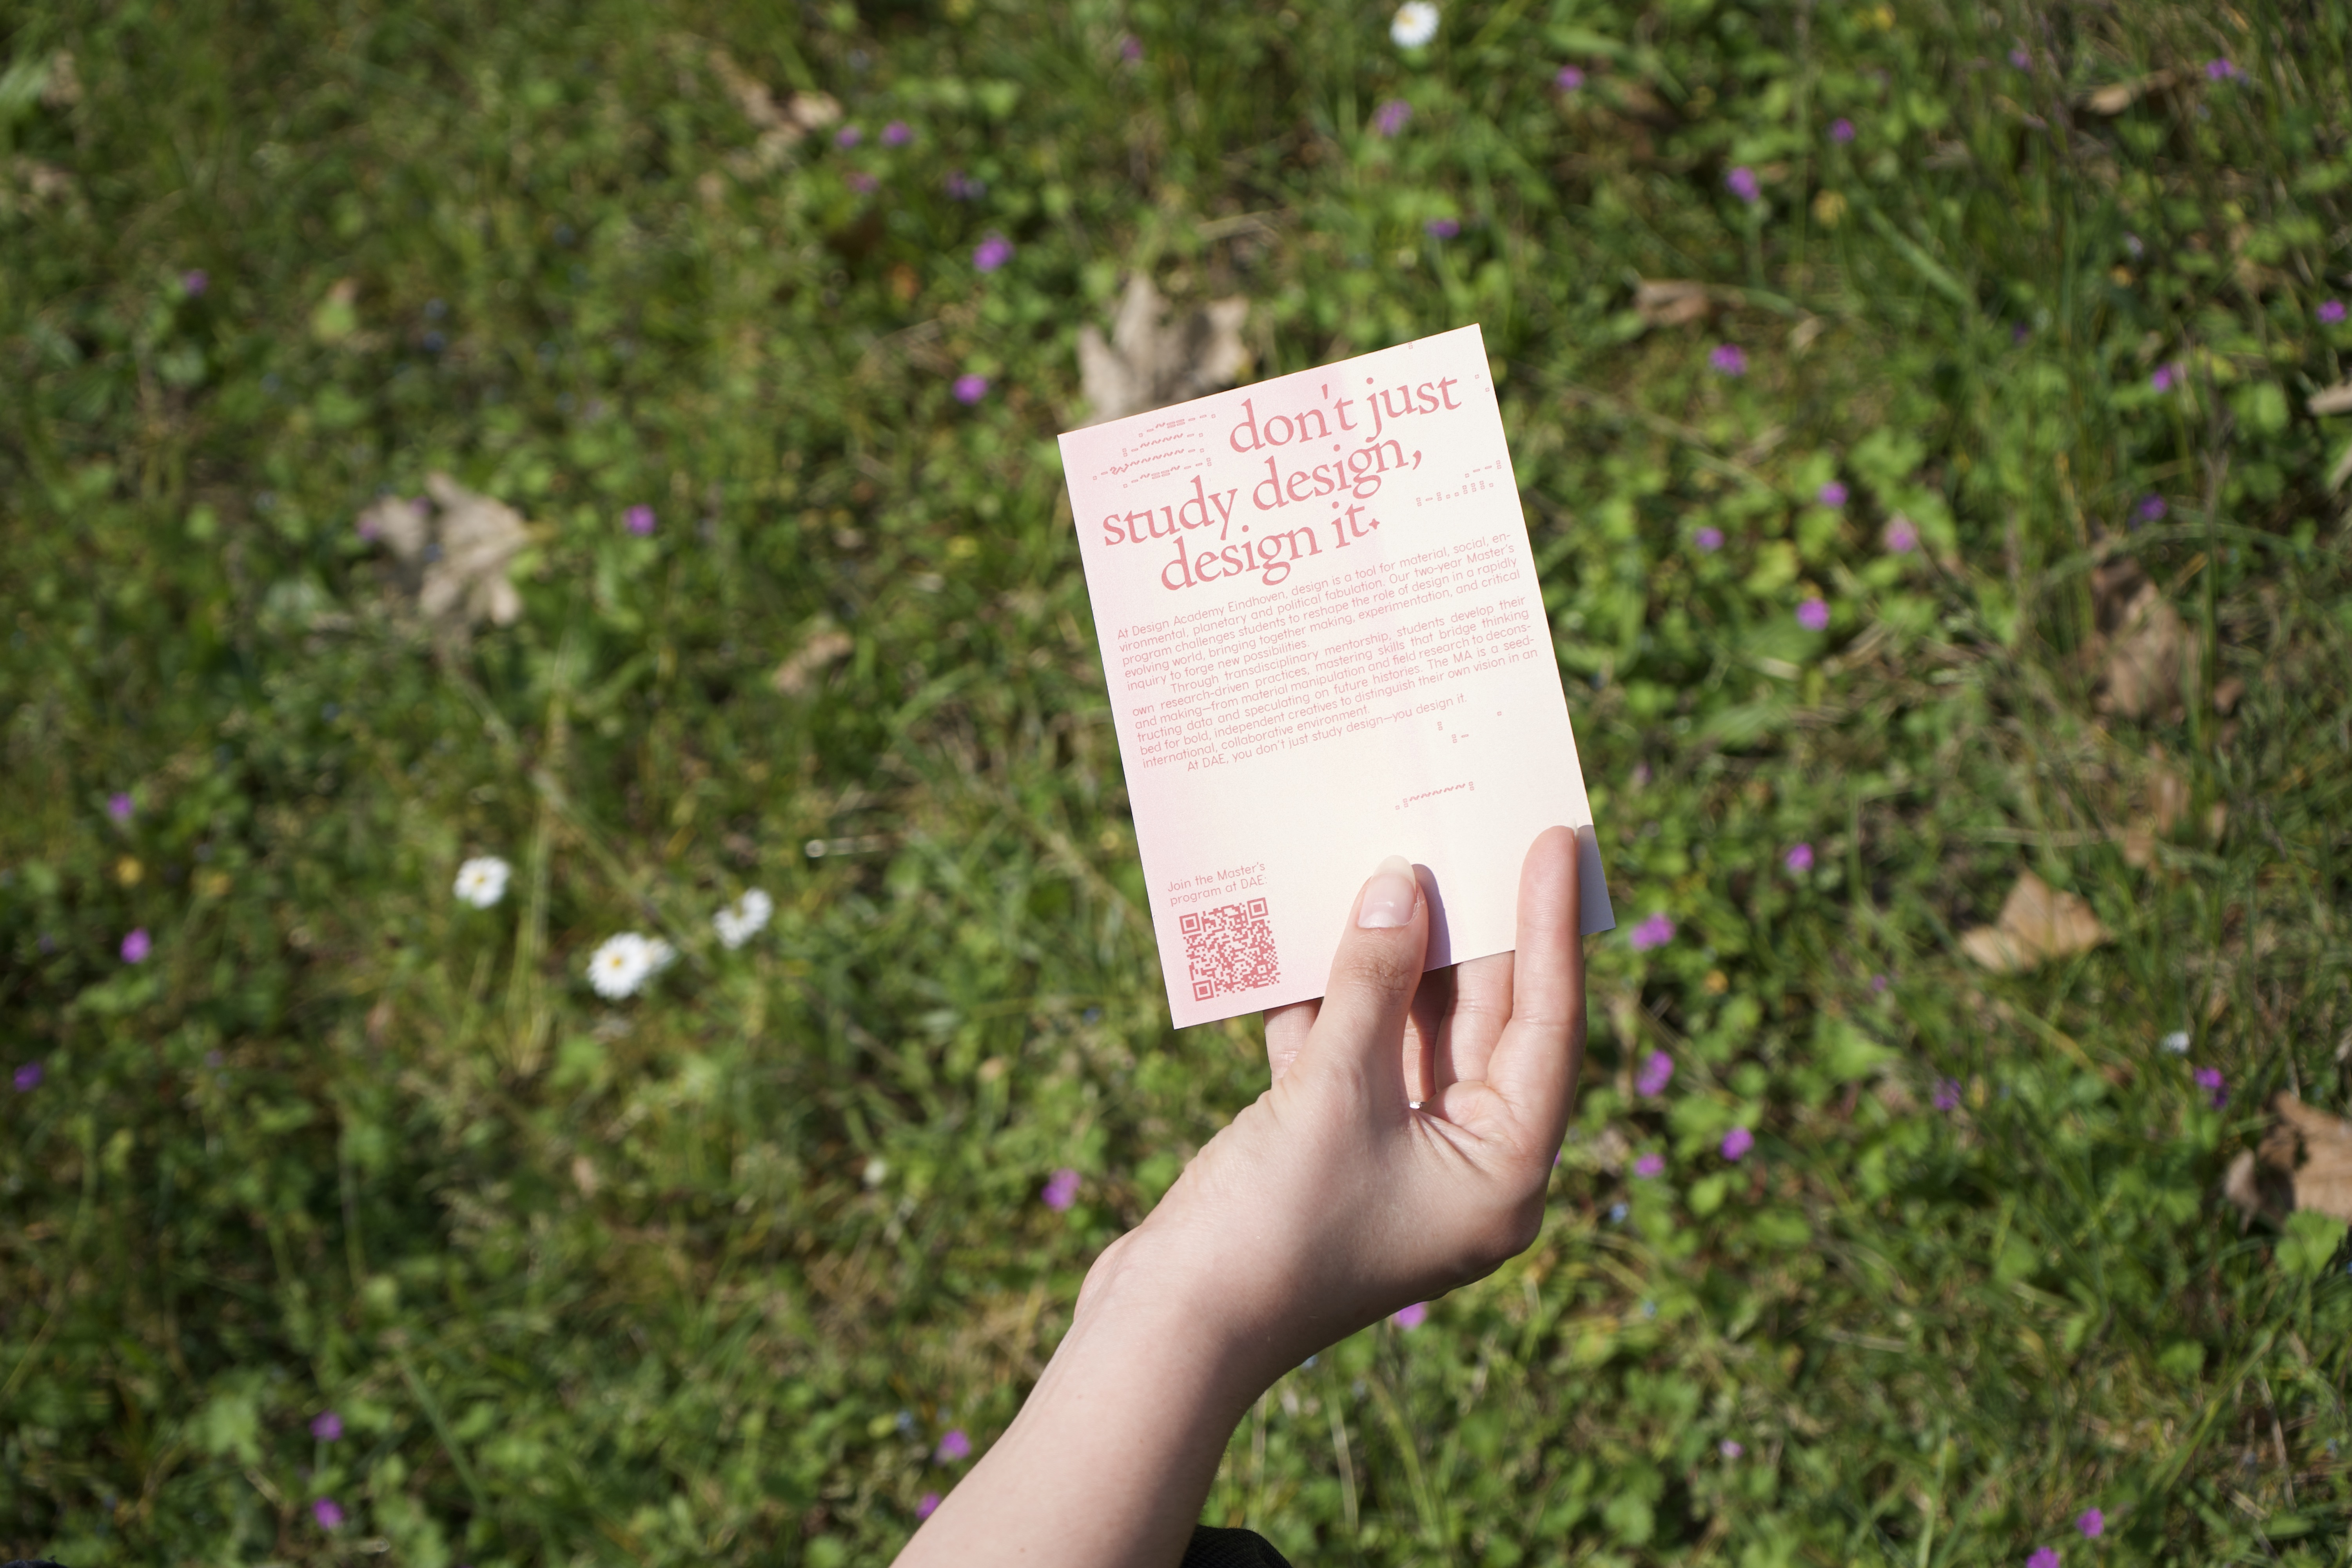 don't just
study design,
design it.
At Design Academy Eindhoven, design is a tool for material, social, en-
vironmental, planetary and political fabulation. Our two-year Master's
program challenges students to reshape the role of design in a rapidly
evolving world, bringing together making, experimentation, and critical
inquiry to forge new possibilities.
Through transdisciplinary mentorship, students develop their
own research-driven practices, mastering skills that bridge thinking
and making—from material manipulation and field research to decons-
tructing data and speculating on future histories. The MA is a seed-
bed for bold, independent creatives to distinguish their own vision in an
international, collaborative environment.
At DAE, you don't just study design—you design it.
Join the Master's
program at DAE: